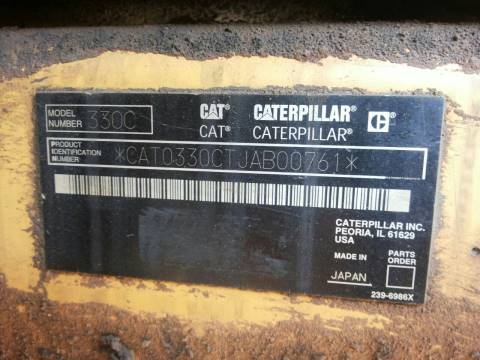 MODEL NUMBER 330C
CAT® CATERPILLAR®
CAT® CATERPILLAR®
PRODUCT IDENTIFICATION NUMBER *CAT0330CTJAB00761*
CATERPILLAR INC.
PEORIA, IL 61629
USA
MADE IN PARTS ORDER
JAPAN
239-6986X